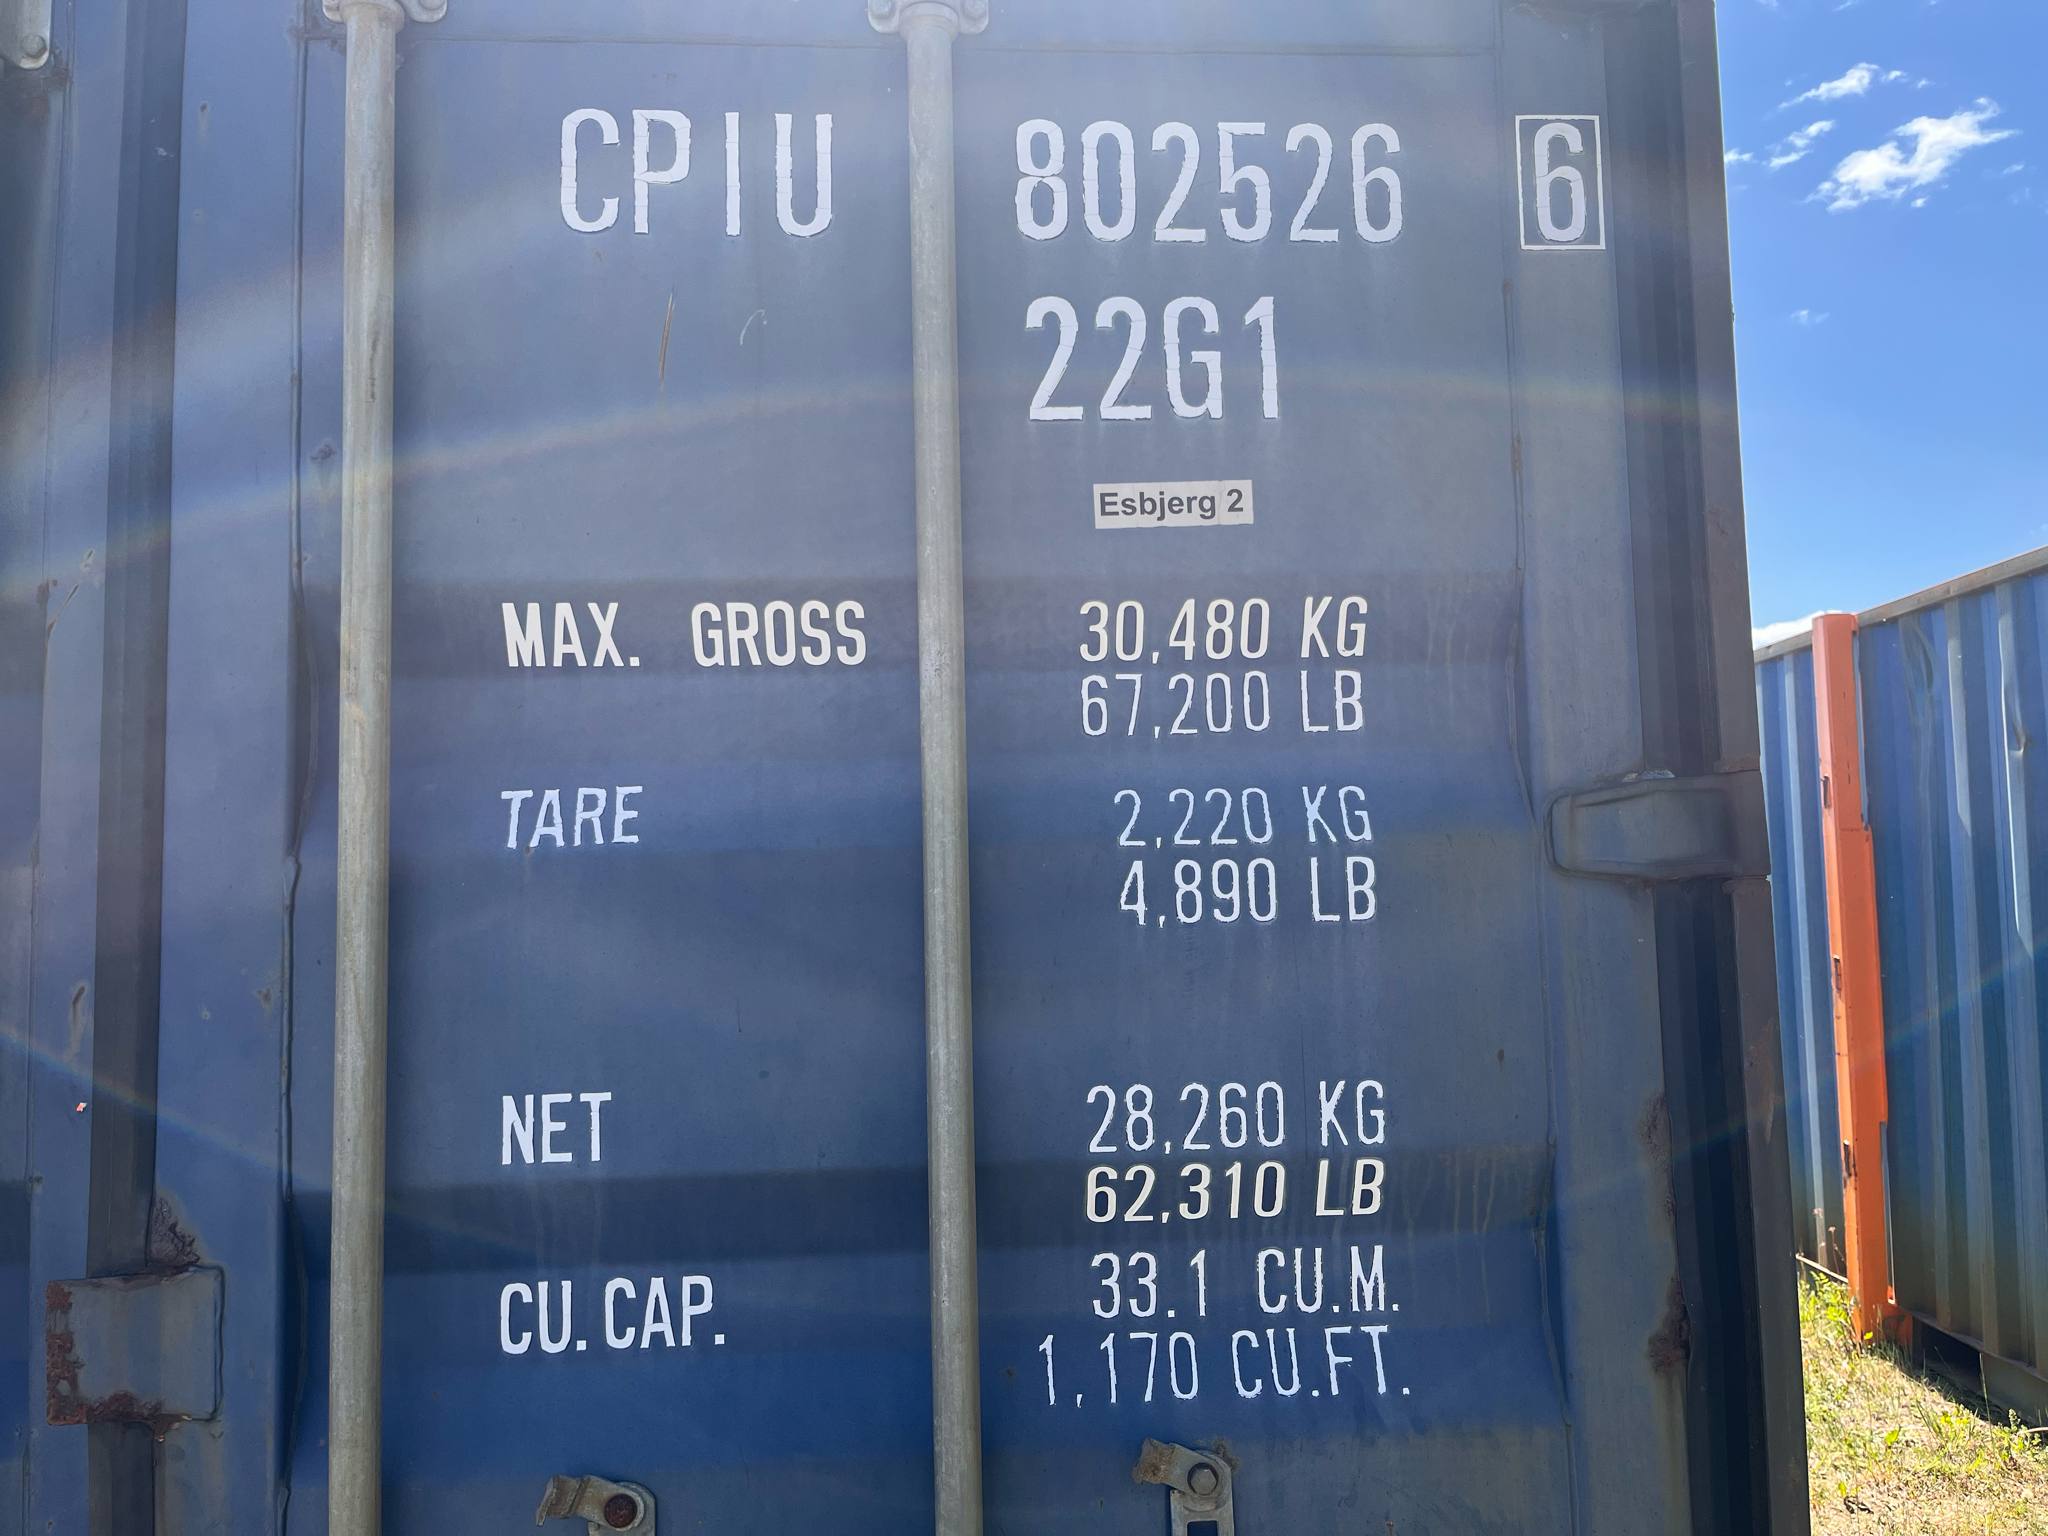 CPIU 802526 6
22G1
Esbjerg 2
MAX. GROSS 30,480 KG
67,200 LB
TARE 2,220 KG
4,890 LB
NET 28,260 KG
62,310 LB
CU.CAP. 33.1 CU.M.
1,170 CU.FT.